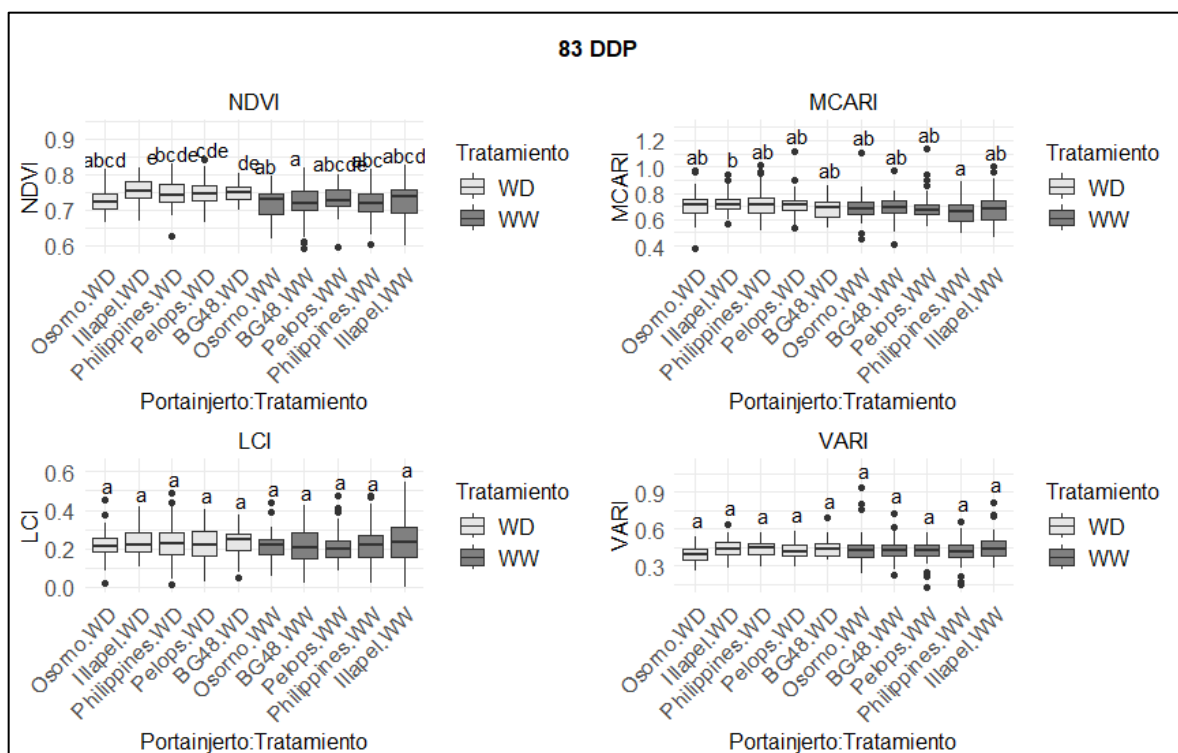 83 DDP
NDVI
NDVI
0.9
0.8
0.7
0.6
abcd
e
bcde
cde
de
ab
a
abcde
abc
abcd
Osorno.WD
Illapel.WD
Philippines.WD
Pelops.WD
BG48.WD
Osorno.WW
BG48.WW
Pelops.WW
Philippines.WW
Illapel.WW
Portainjerto:Tratamiento
Tratamiento
WD
WW
MCARI
MCARI
1.2
1.0
0.8
0.6
0.4
ab
b
ab
ab
ab
ab
ab
ab
a
ab
Osorno.WD
Illapel.WD
Philippines.WD
Pelops.WD
BG48.WD
Osorno.WW
BG48.WW
Pelops.WW
Philippines.WW
Illapel.WW
Portainjerto:Tratamiento
Tratamiento
WD
WW
LCI
LCI
0.6
0.4
0.2
0.0
a
a
a
a
a
a
a
a
a
a
Osorno.WD
Illapel.WD
Philippines.WD
Pelops.WD
BG48.WD
Osorno.WW
BG48.WW
Pelops.WW
Philippines.WW
Illapel.WW
Portainjerto:Tratamiento
Tratamiento
WD
WW
VARI
VARI
0.9
0.6
0.3
a
a
a
a
a
a
a
a
a
a
Osorno.WD
Illapel.WD
Philippines.WD
Pelops.WD
BG48.WD
Osorno.WW
BG48.WW
Pelops.WW
Philippines.WW
Illapel.WW
Portainjerto:Tratamiento
Tratamiento
WD
WW